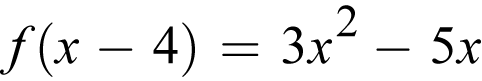 f(x − 4) = 3x² − 5x